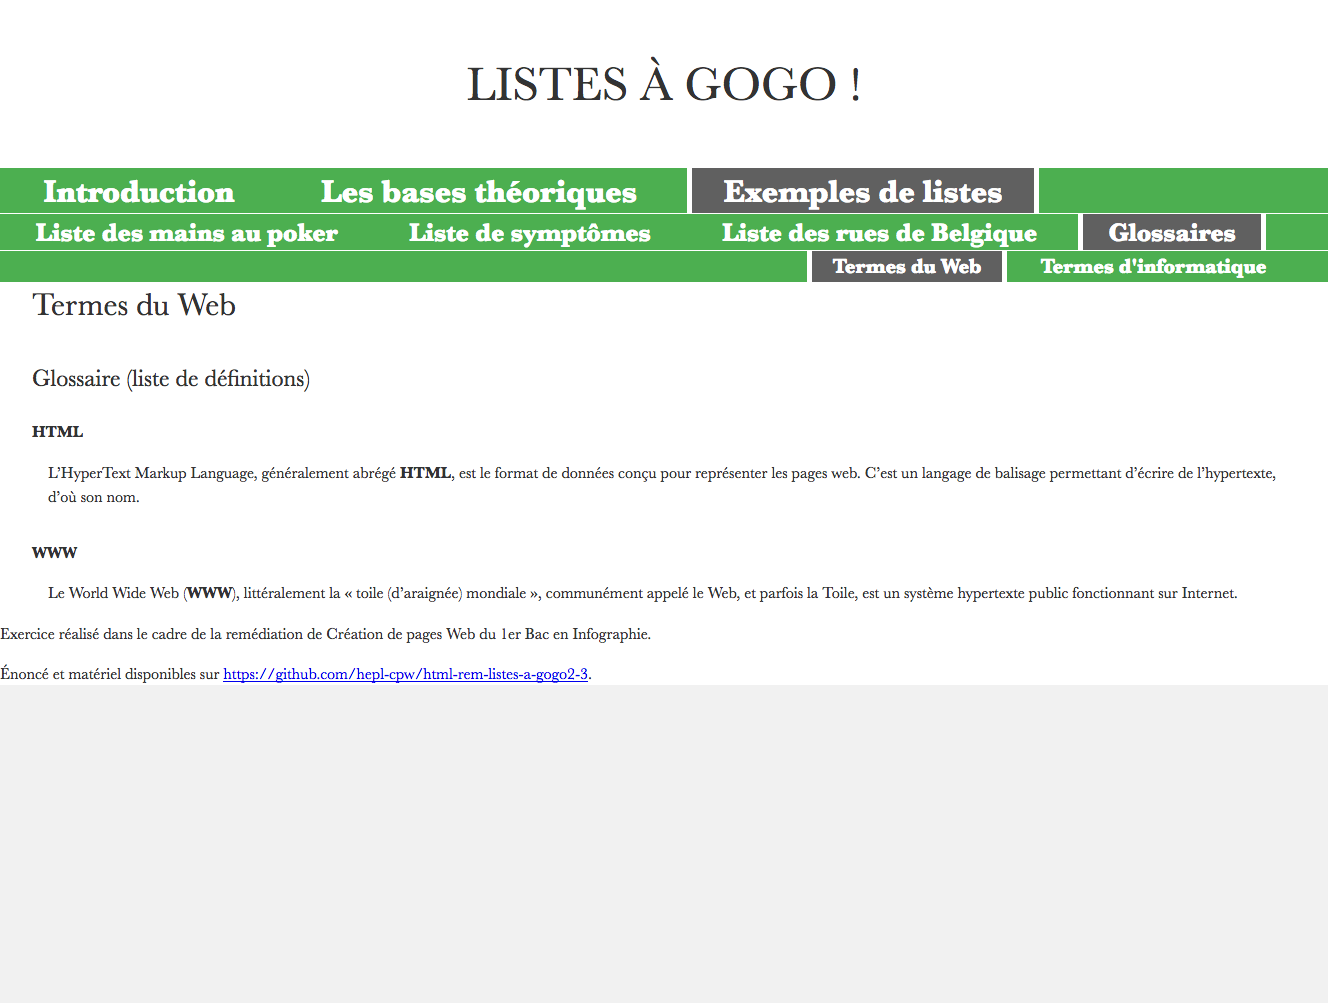 LISTES À GOGO !
Introduction Les bases théoriques Exemples de listes
Liste des mains au poker Liste de symptômes Liste des rues de Belgique Glossaires
Termes du Web Termes d'informatique
Termes du Web
Glossaire (liste de définitions)
HTML
L’HyperText Markup Language, généralement abrégé HTML, est le format de données conçu pour représenter les pages web. C’est un langage de balisage permettant d’écrire de l’hypertexte,
d’où son nom.
WWW
Le World Wide Web (WWW), littéralement la « toile (d’araignée) mondiale », communément appelé le Web, et parfois la Toile, est un système hypertexte public fonctionnant sur Internet.
Exercice réalisé dans le cadre de la remédiation de Création de pages Web du 1er Bac en Infographie.
Énoncé et matériel disponibles sur https://github.com/hepl-cpw/html-rem-listes-a-gogo2-3.